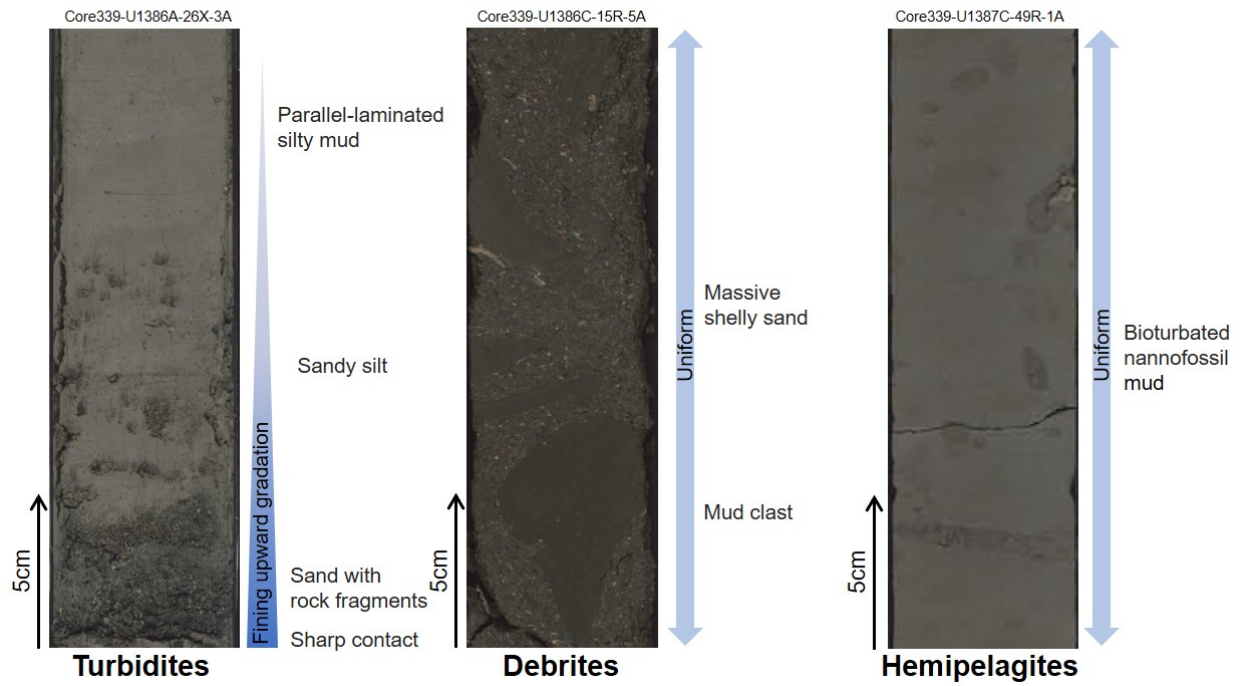 Core339-U1386A-26X-3A
Parallel-laminated
silty mud
Sandy silt
Fining upward gradation
Sand with
rock fragments
Sharp contact
5cm
Turbidites
Core339-U1386C-15R-5A
Massive
shelly sand
Uniform
Mud clast
5cm
Debrites
Core339-U1387C-49R-1A
Bioturbated
nannofossil
mud
Uniform
5cm
Hemipelagites